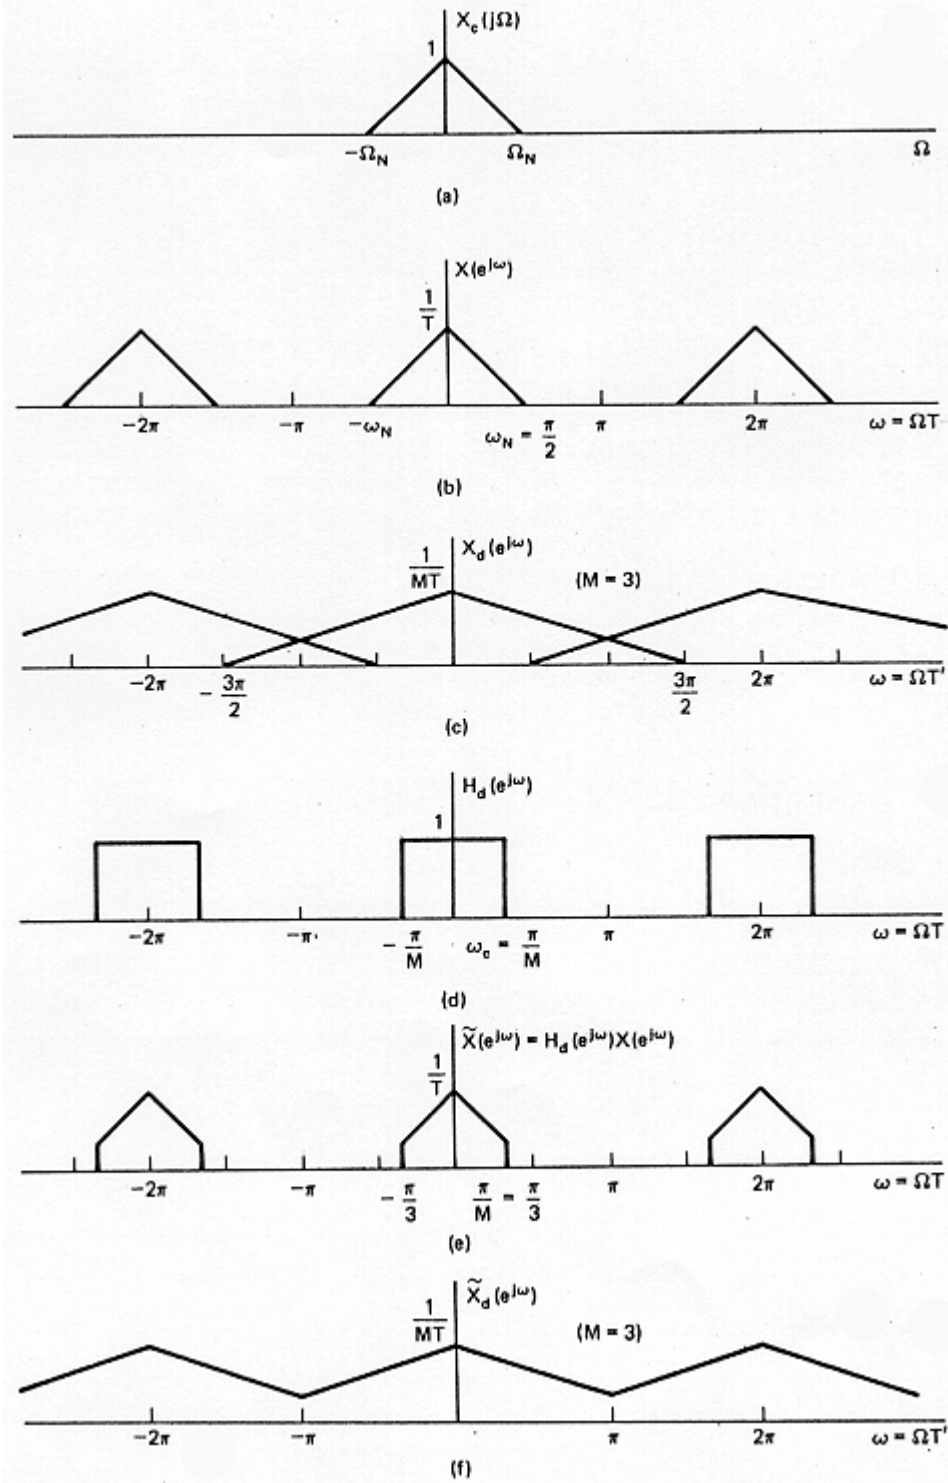 X_c(jΩ)
1
-Ω_N Ω_N Ω
(a)
X(e^{jω})
1/T
-2π -π -ω_N ω_N = π/2 π 2π ω = ΩT
(b)
X_d(e^{jω})
1/MT (M = 3)
-2π -3π/2 3π/2 2π ω = ΩT'
(c)
H_d(e^{jω})
1
-2π -π -π/M ω_c = π/M π 2π ω = ΩT
(d)
X̃(e^{jω}) = H_d(e^{jω})X(e^{jω})
1/T
-2π -π -π/3 π/M = π/3 π 2π ω = ΩT
(e)
X̃_d(e^{jω})
1/MT (M = 3)
-2π -π π 2π ω = ΩT'
(f)